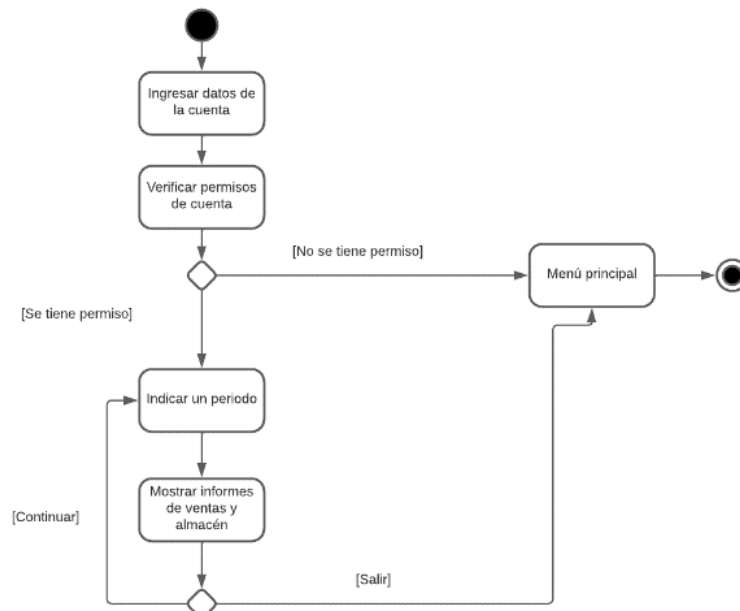 Ingresar datos de
la cuenta
Verificar permisos
de cuenta
[No se tiene permiso]
Menú principal
[Se tiene permiso]
Indicar un periodo
Mostrar informes
de ventas y
almacén
[Continuar]
[Salir]